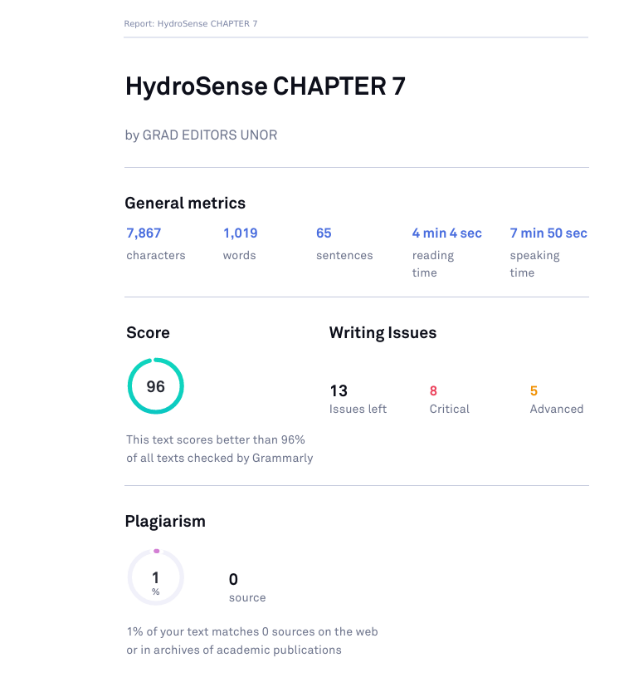 Report: HydroSense CHAPTER 7
HydroSense CHAPTER 7
by GRAD EDITORS UNOR
General metrics
7,867 1,019 65 4 min 4 sec 7 min 50 sec
characters words sentences reading speaking
time time
Score Writing Issues
96
13 8 5
Issues left Critical Advanced
This text scores better than 96%
of all texts checked by Grammarly
Plagiarism
1
%
0
source
1% of your text matches 0 sources on the web
or in archives of academic publications